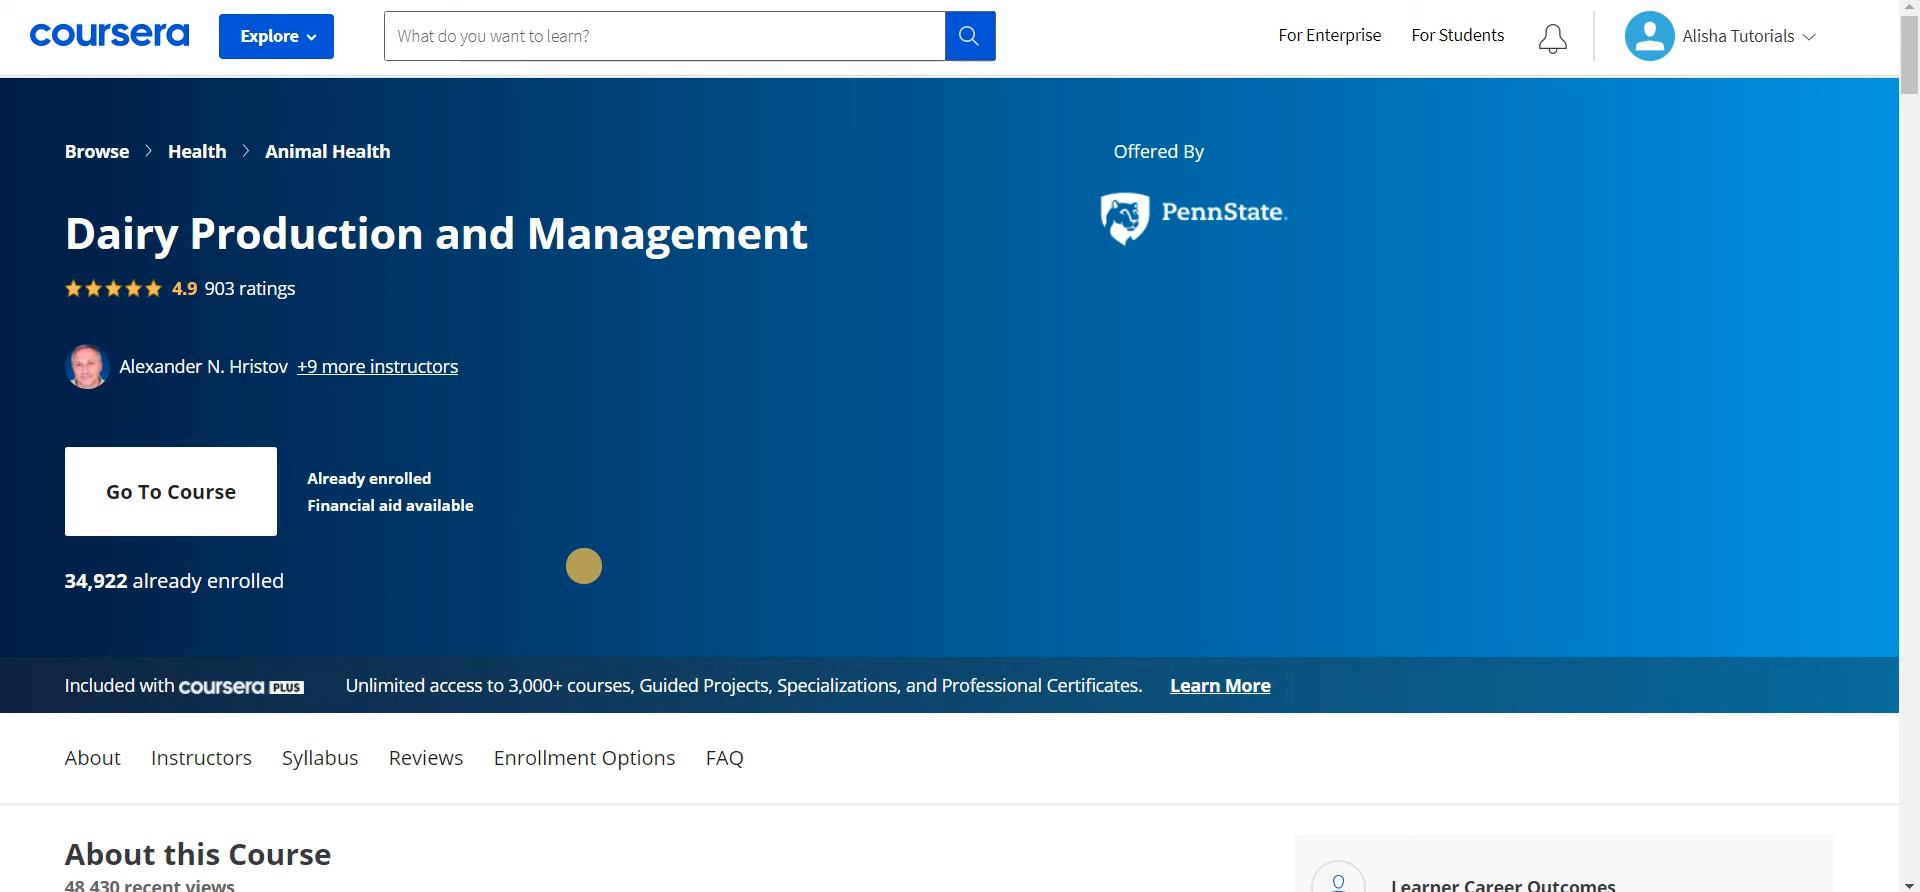 coursera
Explore
What do you want to learn?
For Enterprise
For Students
Alisha Tutorials
Browse
Health
Animal Health
Offered By
PennState.
Dairy Production and Management
4.9 903 ratings
Alexander N. Hristov +9 more instructors
Go To Course
Already enrolled
Financial aid available
34,922 already enrolled
Included with coursera PLUS
Unlimited access to 3,000+ courses, Guided Projects, Specializations, and Professional Certificates.
Learn More
About
Instructors
Syllabus
Reviews
Enrollment Options
FAQ
About this Course
48 430 recent views
Learner Career Outcomes